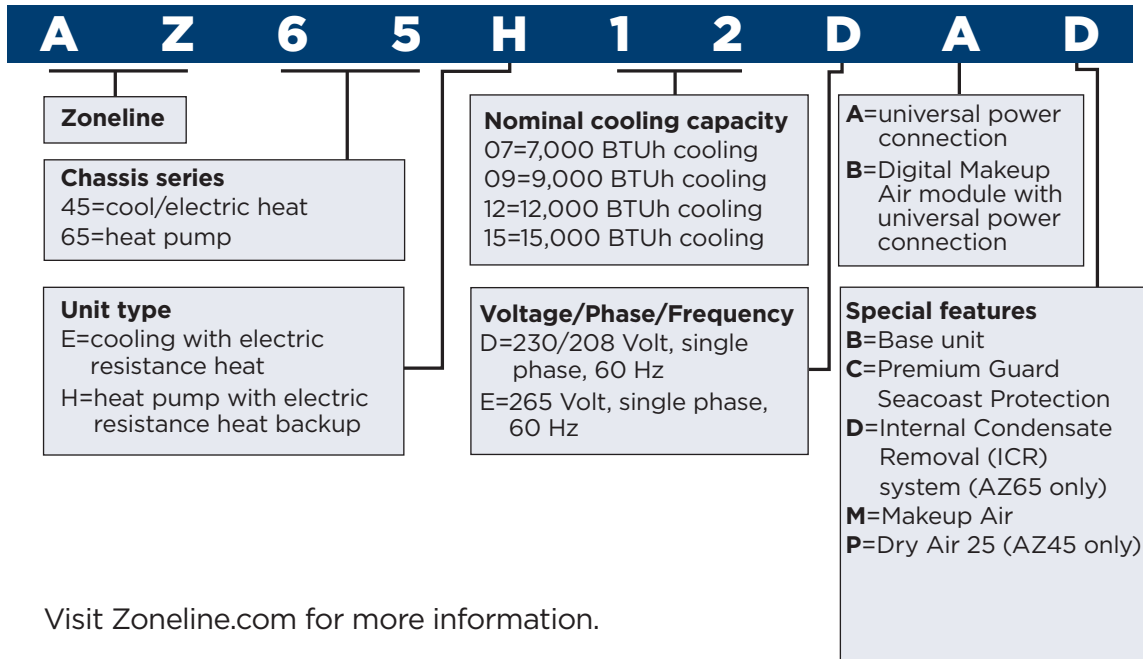 A Z 6 5 H 1 2 D A D
Zoneline
Chassis series
45=cool/electric heat
65=heat pump
Unit type
E=cooling with electric
resistance heat
H=heat pump with electric
resistance heat backup
Nominal cooling capacity
07=7,000 BTUh cooling
09=9,000 BTUh cooling
12=12,000 BTUh cooling
15=15,000 BTUh cooling
Voltage/Phase/Frequency
D=230/208 Volt, single
phase, 60 Hz
E=265 Volt, single phase,
60 Hz
A=universal power
connection
B=Digital Makeup
Air module with
universal power
connection
Special features
B=Base unit
C=Premium Guard
Seacoast Protection
D=Internal Condensate
Removal (ICR)
system (AZ65 only)
M=Makeup Air
P=Dry Air 25 (AZ45 only)
Visit Zoneline.com for more information.